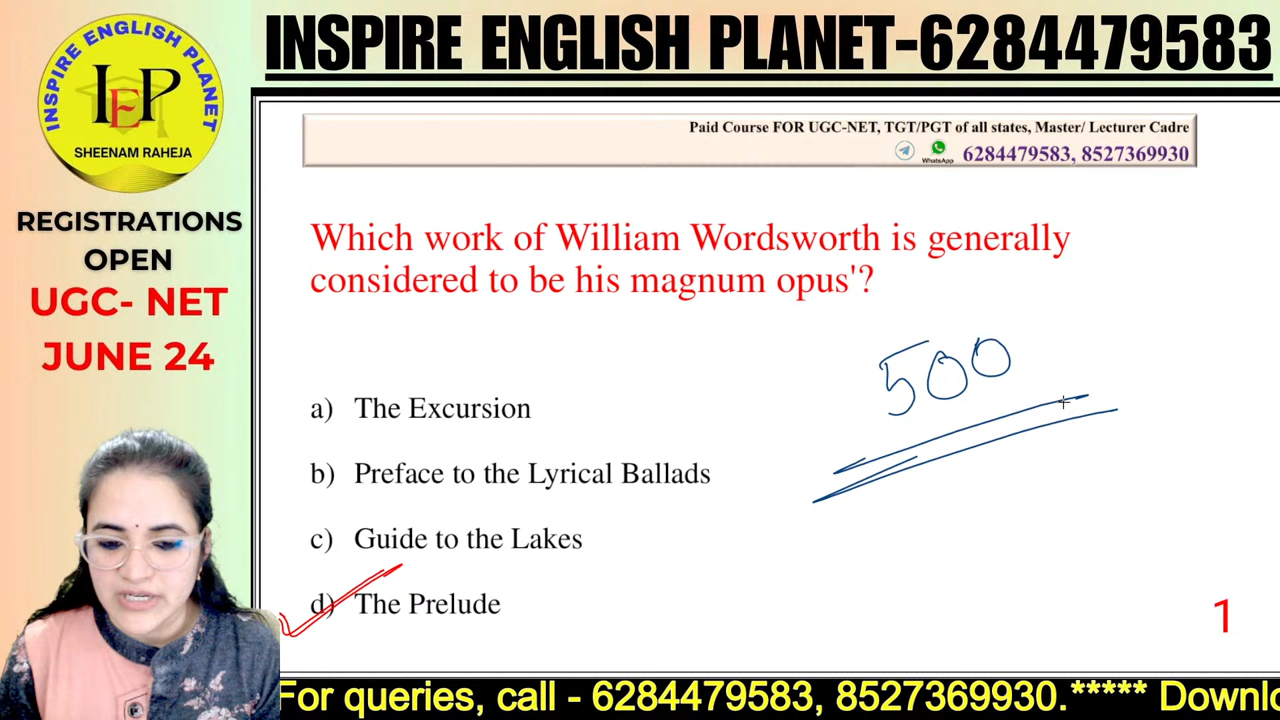 INSPIRE ENGLISH PLANET
IEP
SHEENAM RAHEJA
REGISTRATIONS
OPEN
UGC- NET
JUNE 24
INSPIRE ENGLISH PLANET-6284479583
Paid Course FOR UGC-NET, TGT/PGT of all states, Master/ Lecturer Cadre
WhatsApp 6284479583, 8527369930
Which work of William Wordsworth is generally
considered to be his magnum opus'?
500
a) The Excursion
b) Preface to the Lyrical Ballads
c) Guide to the Lakes
d) The Prelude
1
For queries, call - 6284479583, 8527369930.***** Downlo